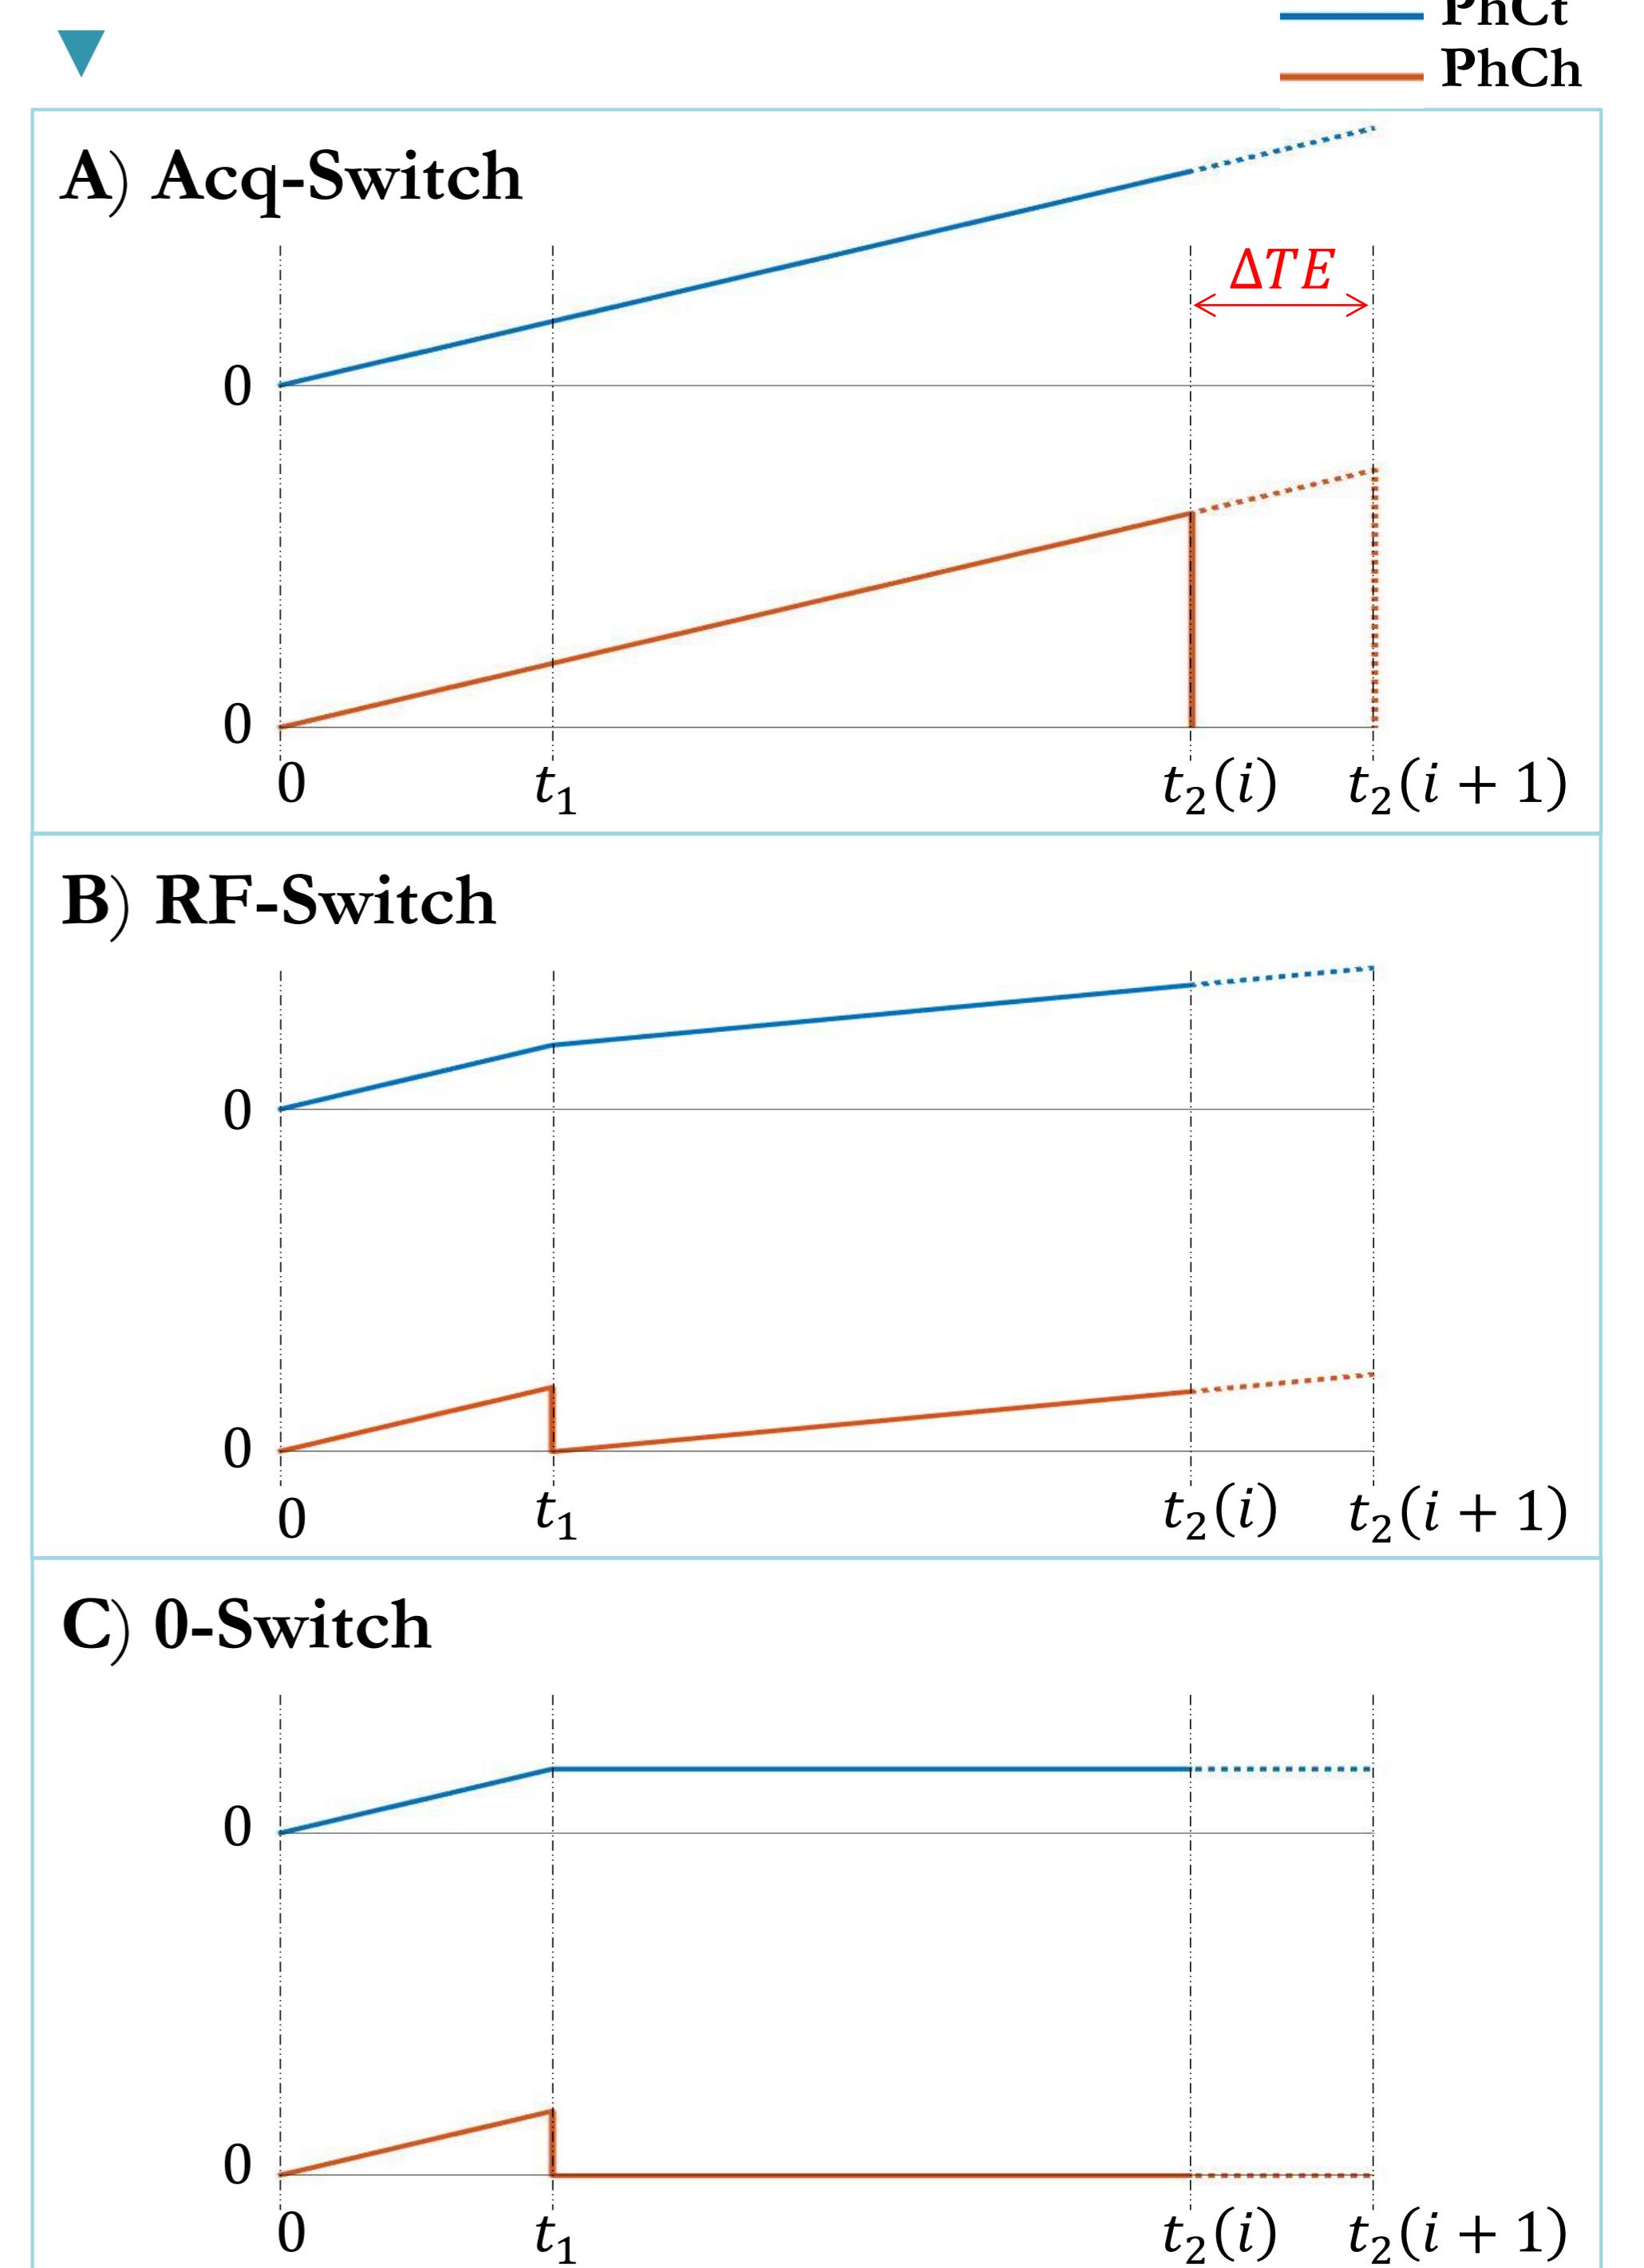 PhCt
PhCh
A) Acq-Switch
ΔTE
0
0
0 t₁ t₂(i) t₂(i + 1)
B) RF-Switch
0
0
0 t₁ t₂(i) t₂(i + 1)
C) 0-Switch
0
0
0 t₁ t₂(i) t₂(i + 1)